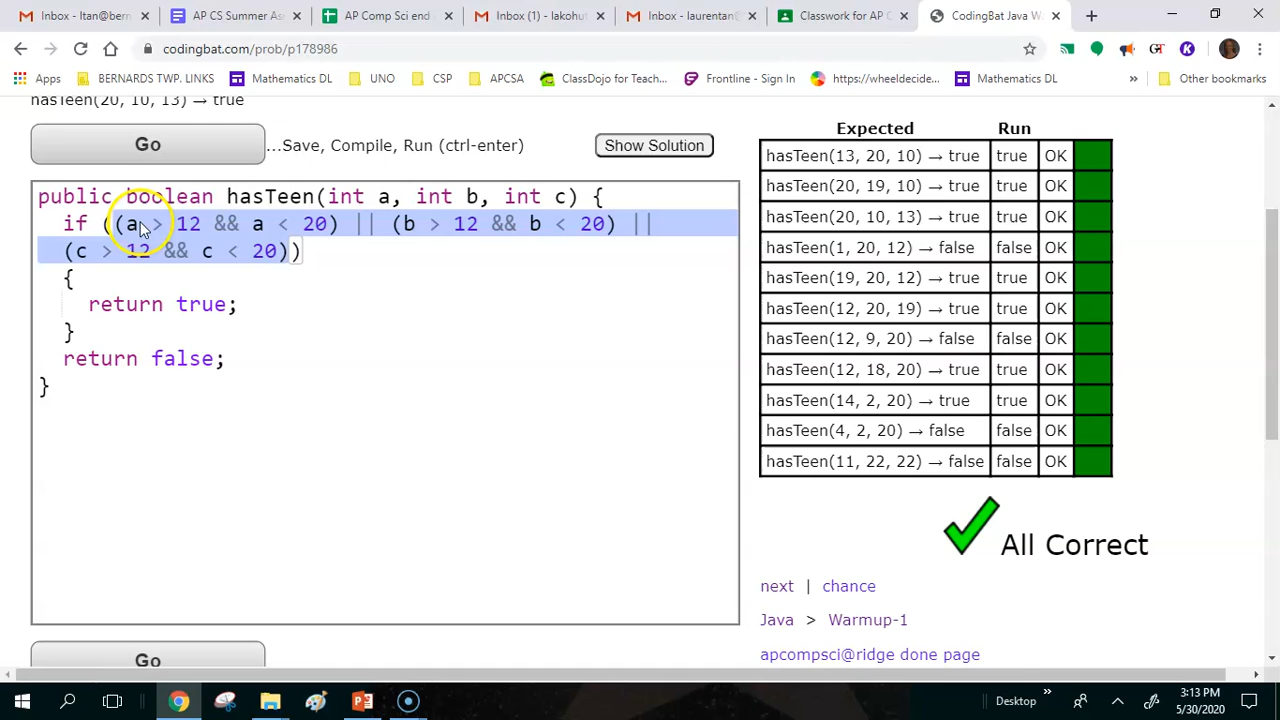 Inbox (1) - m@bern
AP CS Summer As
AP Comp Sci end
Inbox (1) - lakohut
Inbox - laurentan@
Classwork for AP C
CodingBat Java W
codingbat.com/prob/p178986
Apps
BERNARDS TWP. LINKS
Mathematics DL
UNO
CSP
APCSA
ClassDojo for Teach...
Frontline - Sign In
https://wheeldecide...
Mathematics DL
»
Other bookmarks
hasTeen(20, 10, 13) → true
Go
...Save, Compile, Run (ctrl-enter)
Show Solution
public boolean hasTeen(int a, int b, int c) {
if ((a > 12 && a < 20) || (b > 12 && b < 20) ||
(c > 12 && c < 20))
{
return true;
}
return false;
}
Go
Expected Run
hasTeen(13, 20, 10) → true true OK
hasTeen(20, 19, 10) → true true OK
hasTeen(20, 10, 13) → true true OK
hasTeen(1, 20, 12) → false false OK
hasTeen(19, 20, 12) → true true OK
hasTeen(12, 20, 19) → true true OK
hasTeen(12, 9, 20) → false false OK
hasTeen(12, 18, 20) → true true OK
hasTeen(14, 2, 20) → true true OK
hasTeen(4, 2, 20) → false false OK
hasTeen(11, 22, 22) → false false OK
All Correct
next | chance
Java > Warmup-1
apcompsci@ridge done page
Desktop
»
3:13 PM
5/30/2020